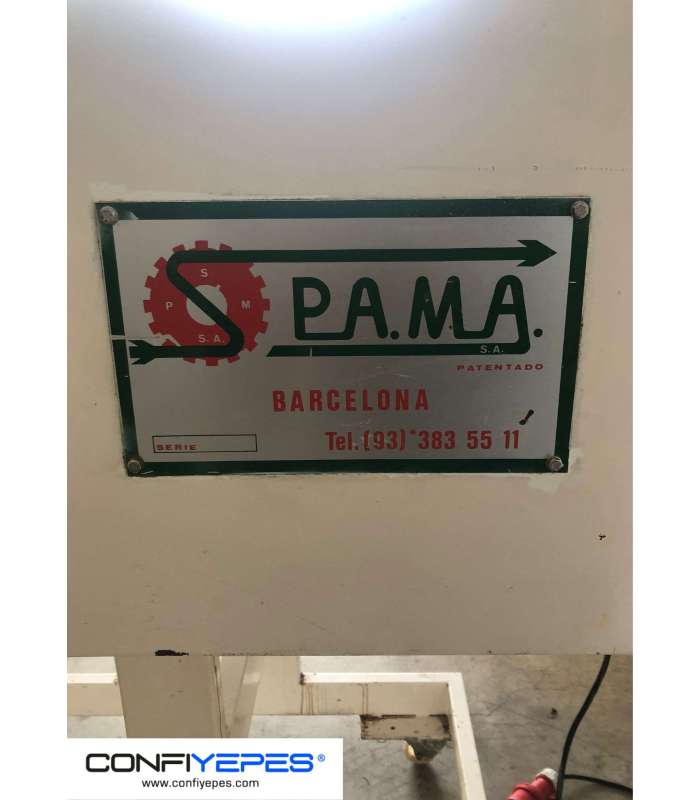 S
P M
S.A.
S P.A.M.A.
S.A.
PATENTADO
BARCELONA
SERIE
Tel. (93) *383 55 11
CONFIYEPES®
www.confiyepes.com